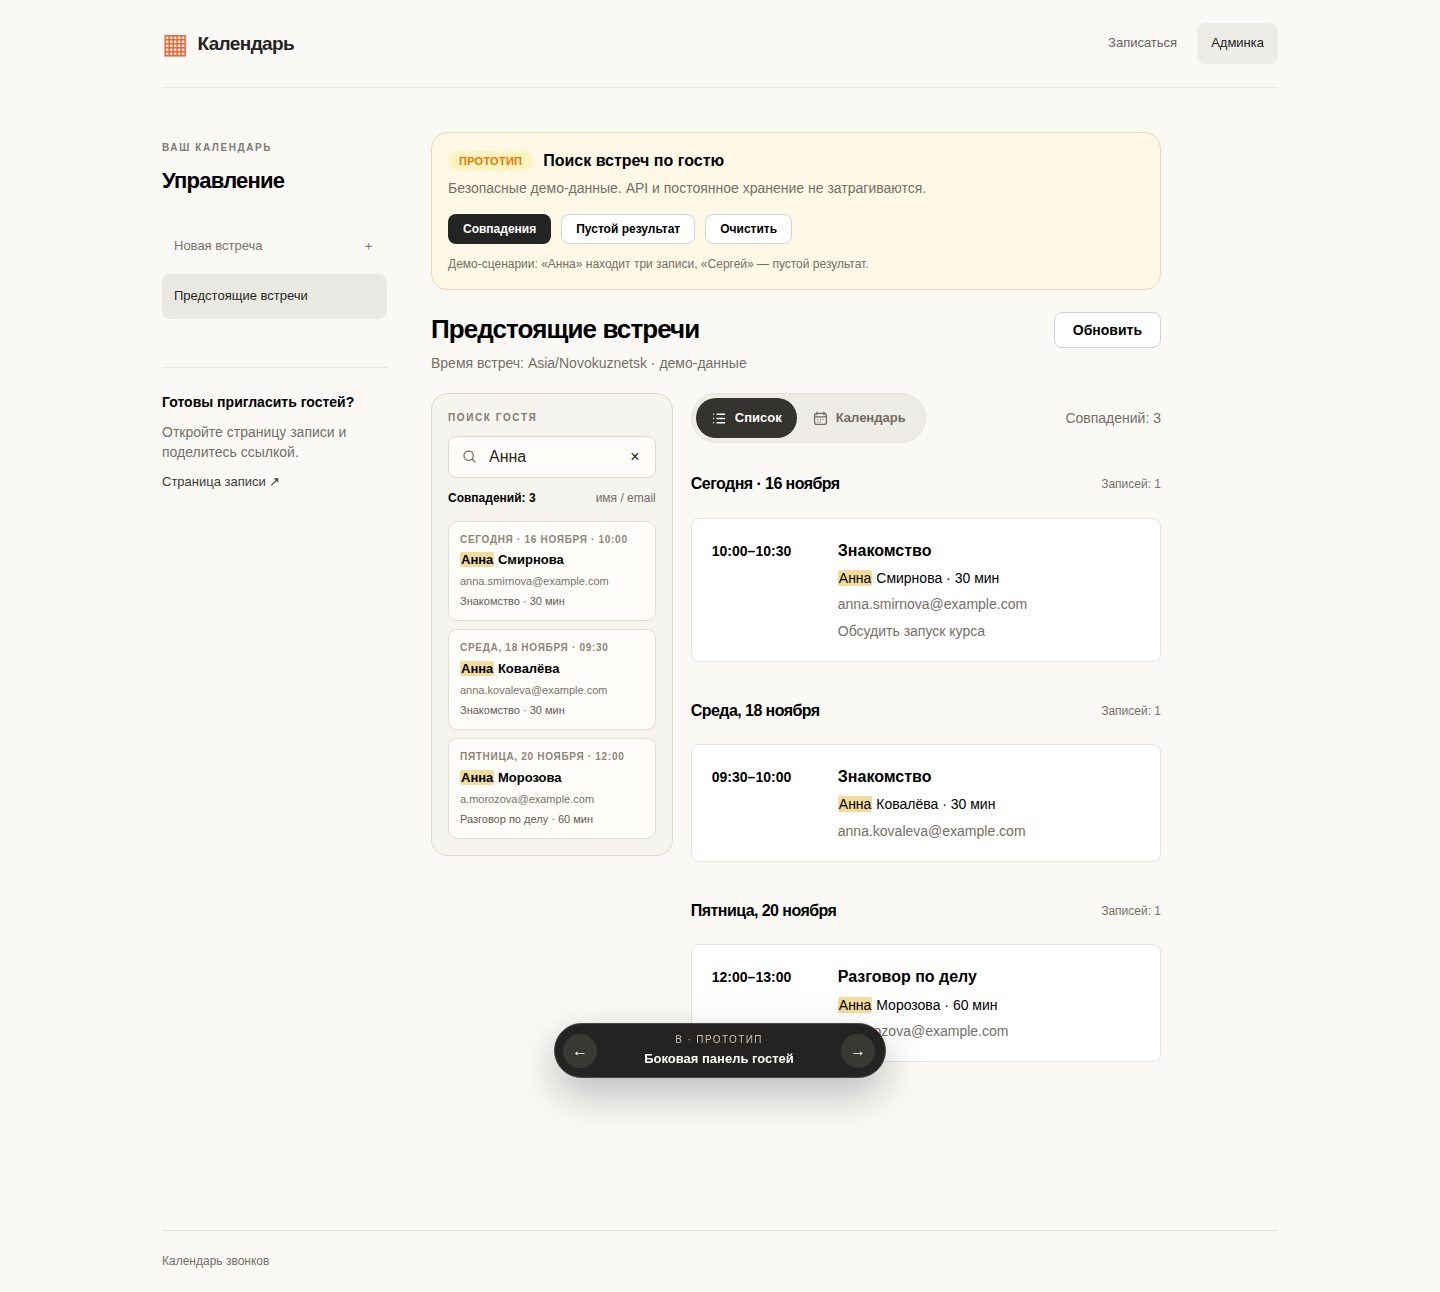 Календарь
Записаться
Админка
ВАШ КАЛЕНДАРЬ
Управление
Новая встреча +
Предстоящие встречи
Готовы пригласить гостей?
Откройте страницу записи и
поделитесь ссылкой.
Страница записи ↗
ПРОТОТИП Поиск встреч по гостю
Безопасные демо-данные. API и постоянное хранение не затрагиваются.
Совпадения Пустой результат Очистить
Демо-сценарии: «Анна» находит три записи, «Сергей» — пустой результат.
Предстоящие встречи
Обновить
Время встреч: Asia/Novokuznetsk · демо-данные
ПОИСК ГОСТЯ
Анна ×
Совпадений: 3 имя / email
СЕГОДНЯ · 16 НОЯБРЯ · 10:00
Анна Смирнова
anna.smirnova@example.com
Знакомство · 30 мин
СРЕДА, 18 НОЯБРЯ · 09:30
Анна Ковалёва
anna.kovaleva@example.com
Знакомство · 30 мин
ПЯТНИЦА, 20 НОЯБРЯ · 12:00
Анна Морозова
a.morozova@example.com
Разговор по делу · 60 мин
Список Календарь
Совпадений: 3
Сегодня · 16 ноября Записей: 1
10:00–10:30 Знакомство
Анна Смирнова · 30 мин
anna.smirnova@example.com
Обсудить запуск курса
Среда, 18 ноября Записей: 1
09:30–10:00 Знакомство
Анна Ковалёва · 30 мин
anna.kovaleva@example.com
Пятница, 20 ноября Записей: 1
12:00–13:00 Разговор по делу
Анна Морозова · 60 мин
ozova@example.com
← B · ПРОТОТИП →
Боковая панель гостей
Календарь звонков